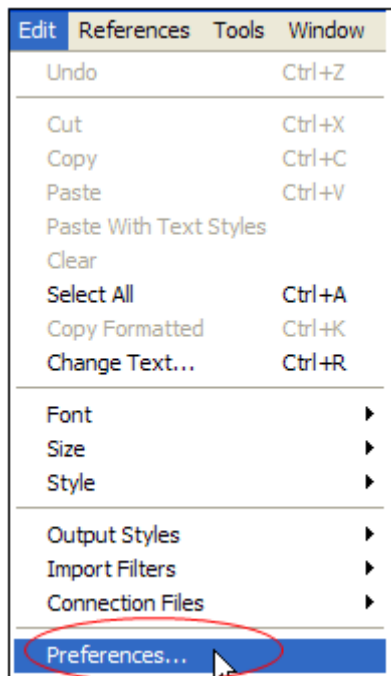 Edit References Tools Window
Undo Ctrl+Z
Cut Ctrl+X
Copy Ctrl+C
Paste Ctrl+V
Paste With Text Styles
Clear
Select All Ctrl+A
Copy Formatted Ctrl+K
Change Text... Ctrl+R
Font
Size
Style
Output Styles
Import Filters
Connection Files
Preferences...